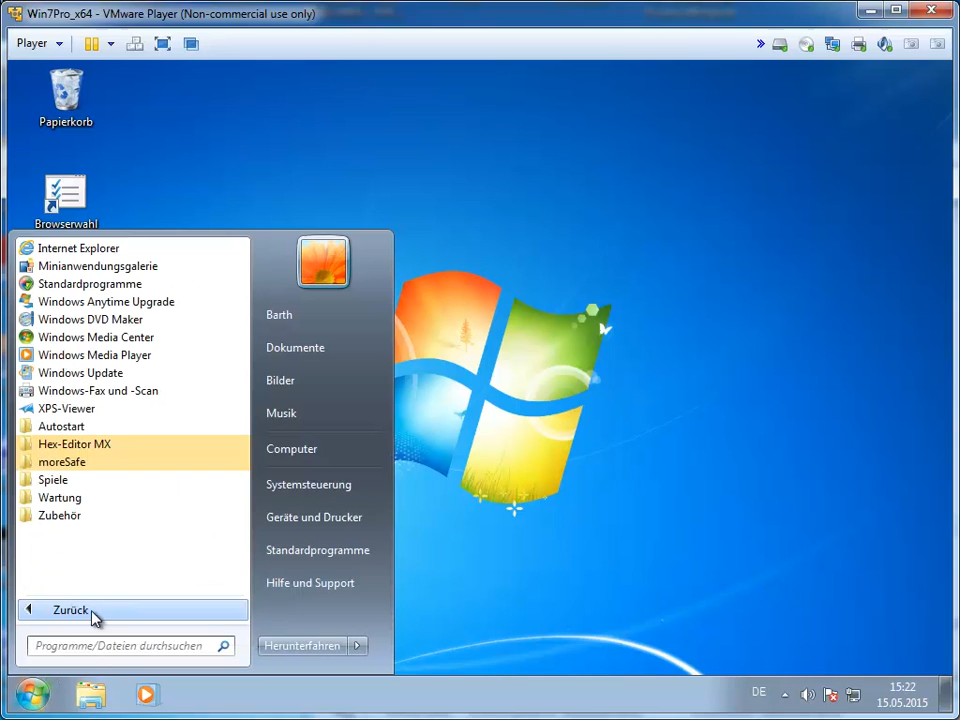 Win7Pro_x64 - VMware Player (Non-commercial use only)
Player
Papierkorb
Browserwahl
Internet Explorer
Minianwendungsgalerie
Standardprogramme
Windows Anytime Upgrade
Windows DVD Maker
Windows Media Center
Windows Media Player
Windows Update
Windows-Fax und -Scan
XPS-Viewer
Autostart
Hex-Editor MX
moreSafe
Spiele
Wartung
Zubehör
Zurück
Programme/Dateien durchsuchen
Barth
Dokumente
Bilder
Musik
Computer
Systemsteuerung
Geräte und Drucker
Standardprogramme
Hilfe und Support
Herunterfahren
DE
15:22
15.05.2015